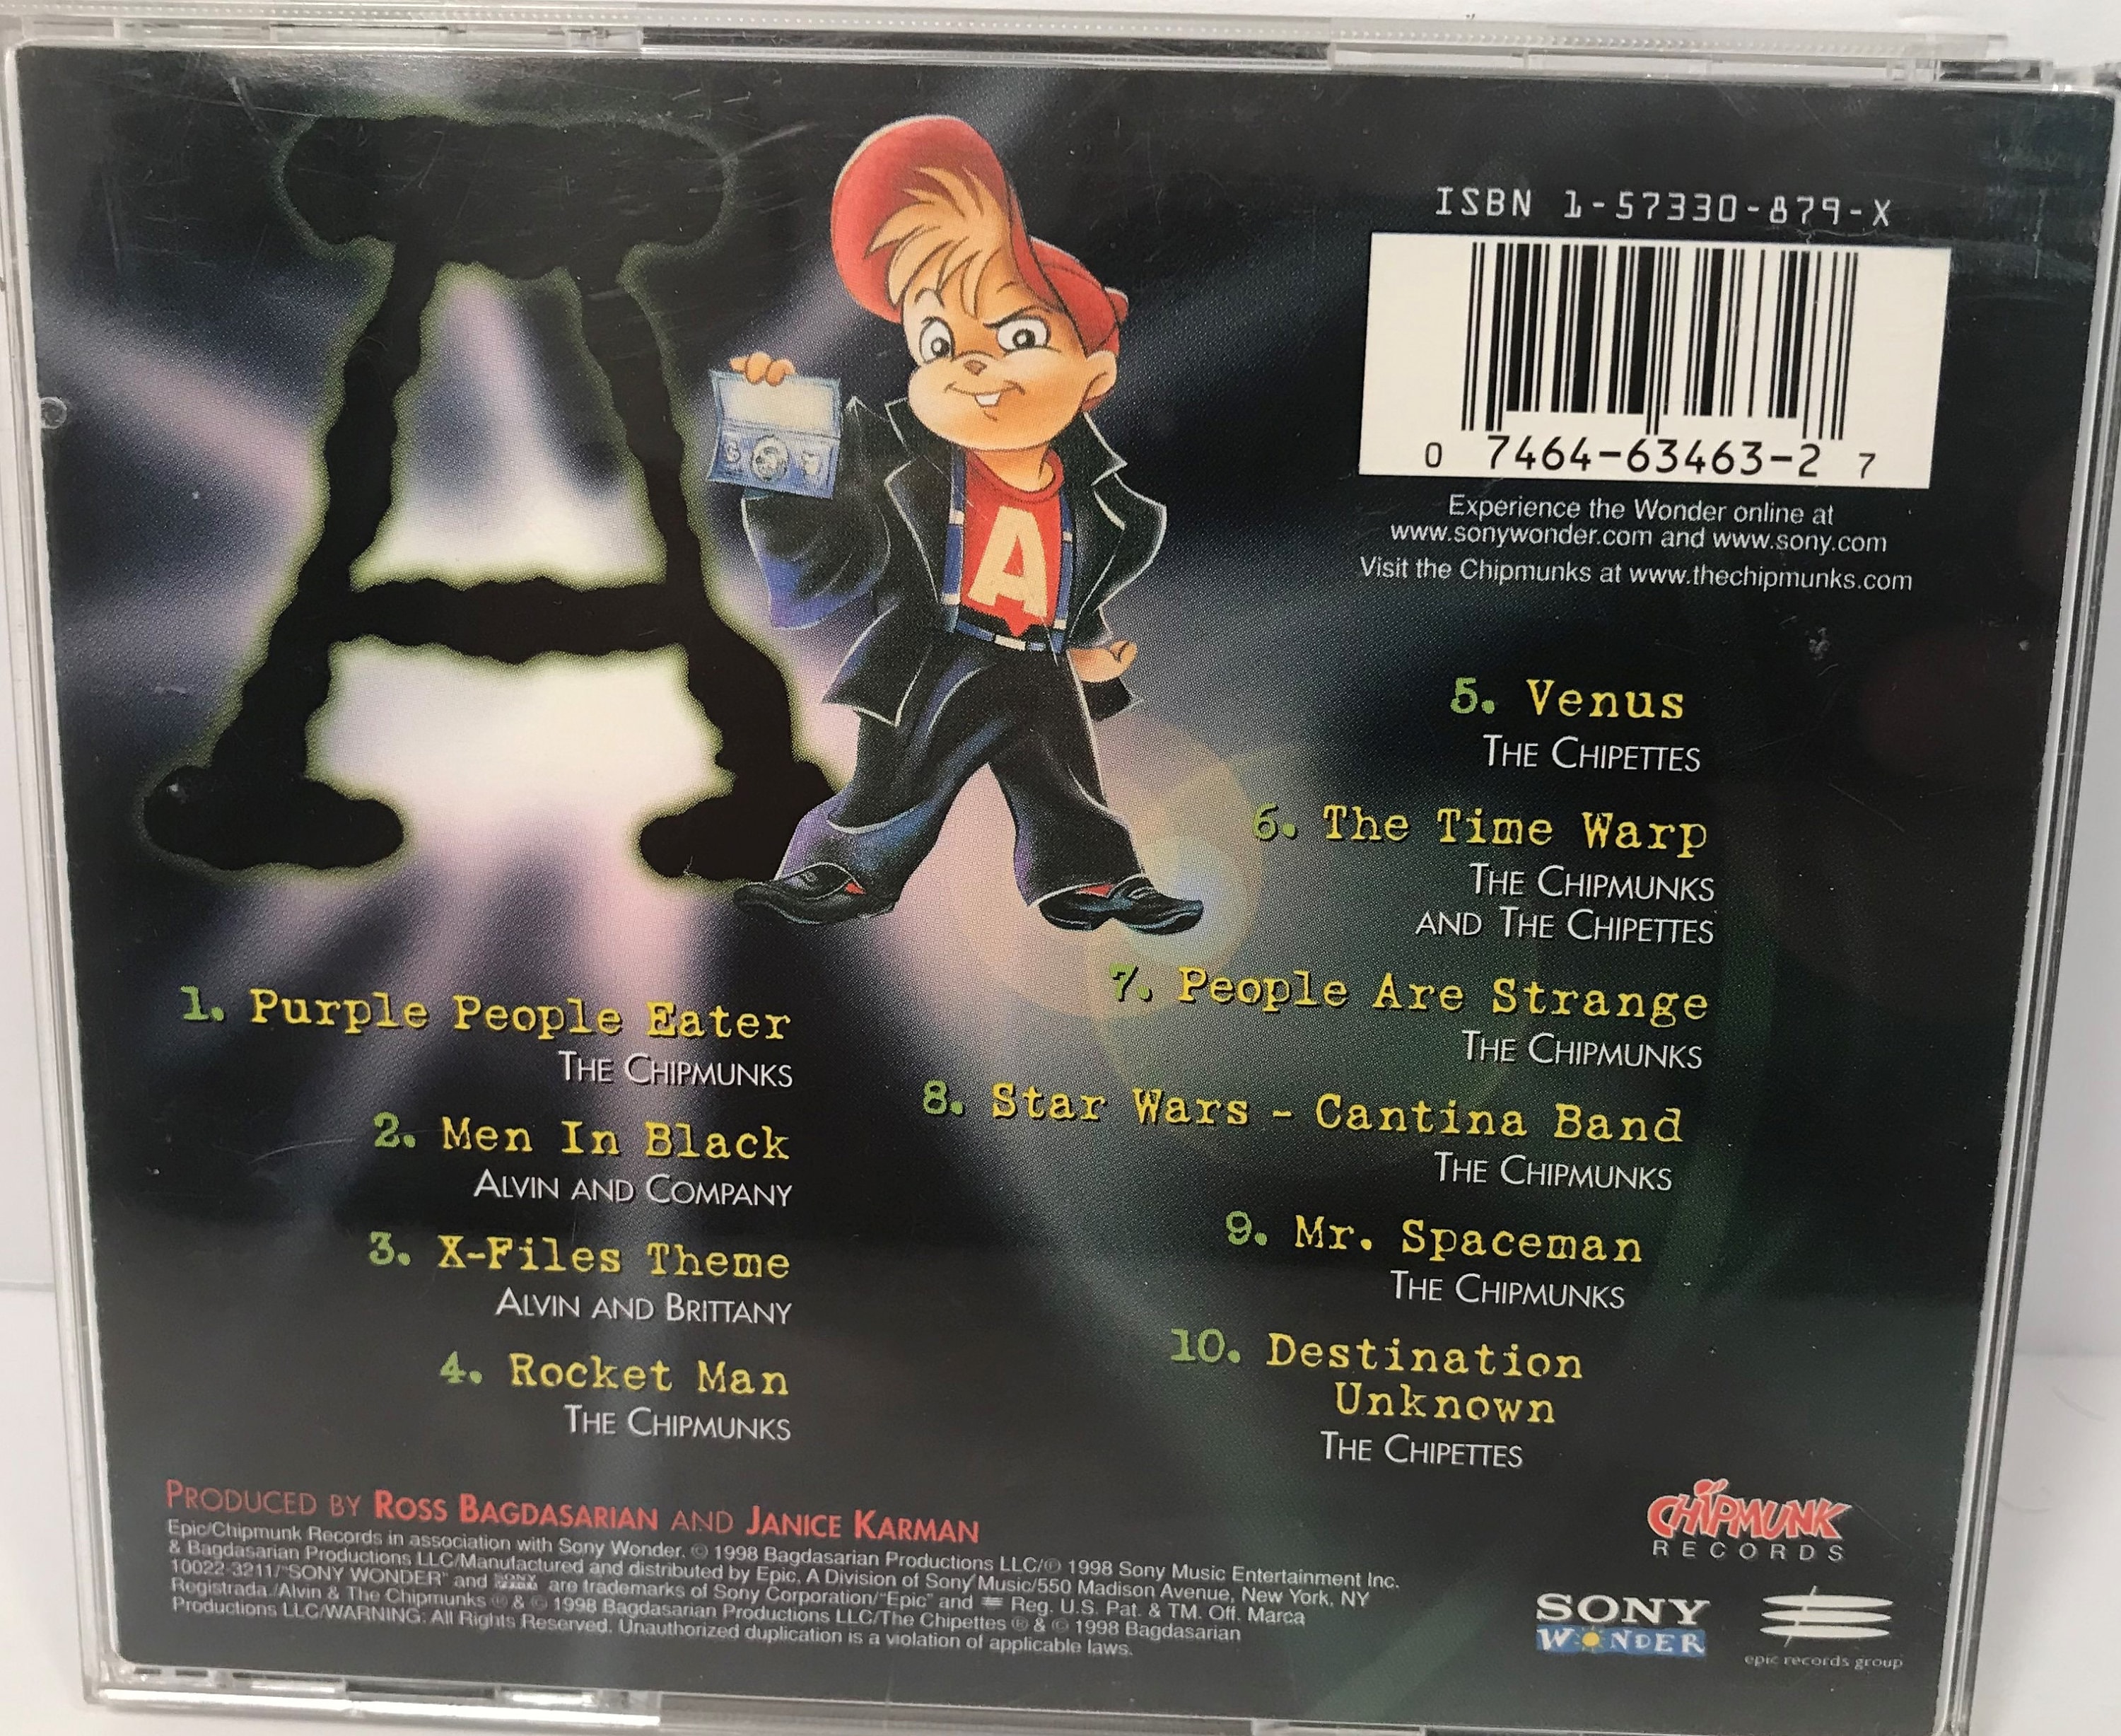 ISBN 1-57330-879-X
0 7464-63463-2 7
Experience the Wonder online at
www.sonywonder.com and www.sony.com
Visit the Chipmunks at www.thechipmunks.com
A
1. Purple People Eater
THE CHIPMUNKS
2. Men In Black
ALVIN AND COMPANY
3. X-Files Theme
ALVIN AND BRITTANY
4. Rocket Man
THE CHIPMUNKS
5. Venus
THE CHIPETTES
6. The Time Warp
THE CHIPMUNKS
AND THE CHIPETTES
7. People Are Strange
THE CHIPMUNKS
8. Star Wars - Cantina Band
THE CHIPMUNKS
9. Mr. Spaceman
THE CHIPMUNKS
10. Destination
Unknown
THE CHIPETTES
PRODUCED BY ROSS BAGDASARIAN AND JANICE KARMAN
Epic/Chipmunk Records in association with Sony Wonder. © 1998 Bagdasarian Productions LLC/℗ 1998 Sony Music Entertainment Inc.
& Bagdasarian Productions LLC/Manufactured and distributed by Epic, A Division of Sony Music/550 Madison Avenue, New York, NY
10022-3211/"SONY WONDER" and SONY WONDER are trademarks of Sony Corporation/"Epic" and Reg. U.S. Pat. & TM. Off. Marca
Registrada./Alvin & The Chipmunks ® & © 1998 Bagdasarian Productions LLC/The Chipettes ® & © 1998 Bagdasarian
Productions LLC/WARNING: All Rights Reserved. Unauthorized duplication is a violation of applicable laws.
CHIPMUNK
RECORDS
SONY
WONDER
epic records group